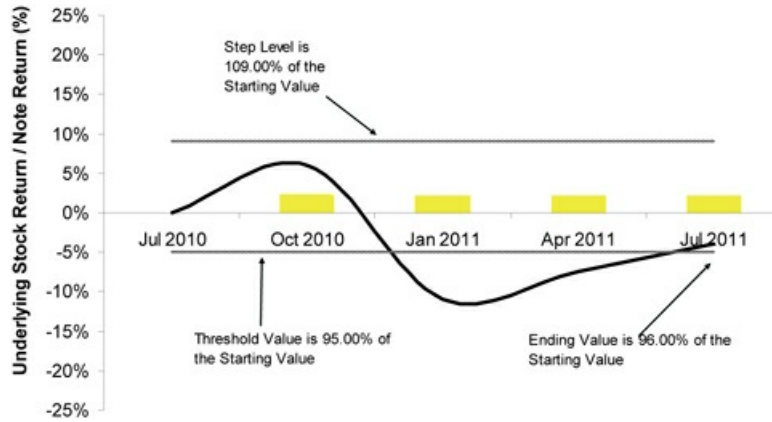 Underlying Stock Return / Note Return (%)
25%
20%
15%
10%
5%
0%
-5%
-10%
-15%
-20%
-25%
Step Level is
109.00% of the
Starting Value
Jul 2010
Oct 2010
Jan 2011
Apr 2011
Jul 2011
Threshold Value is 95.00% of
the Starting Value
Ending Value is 96.00% of the
Starting Value